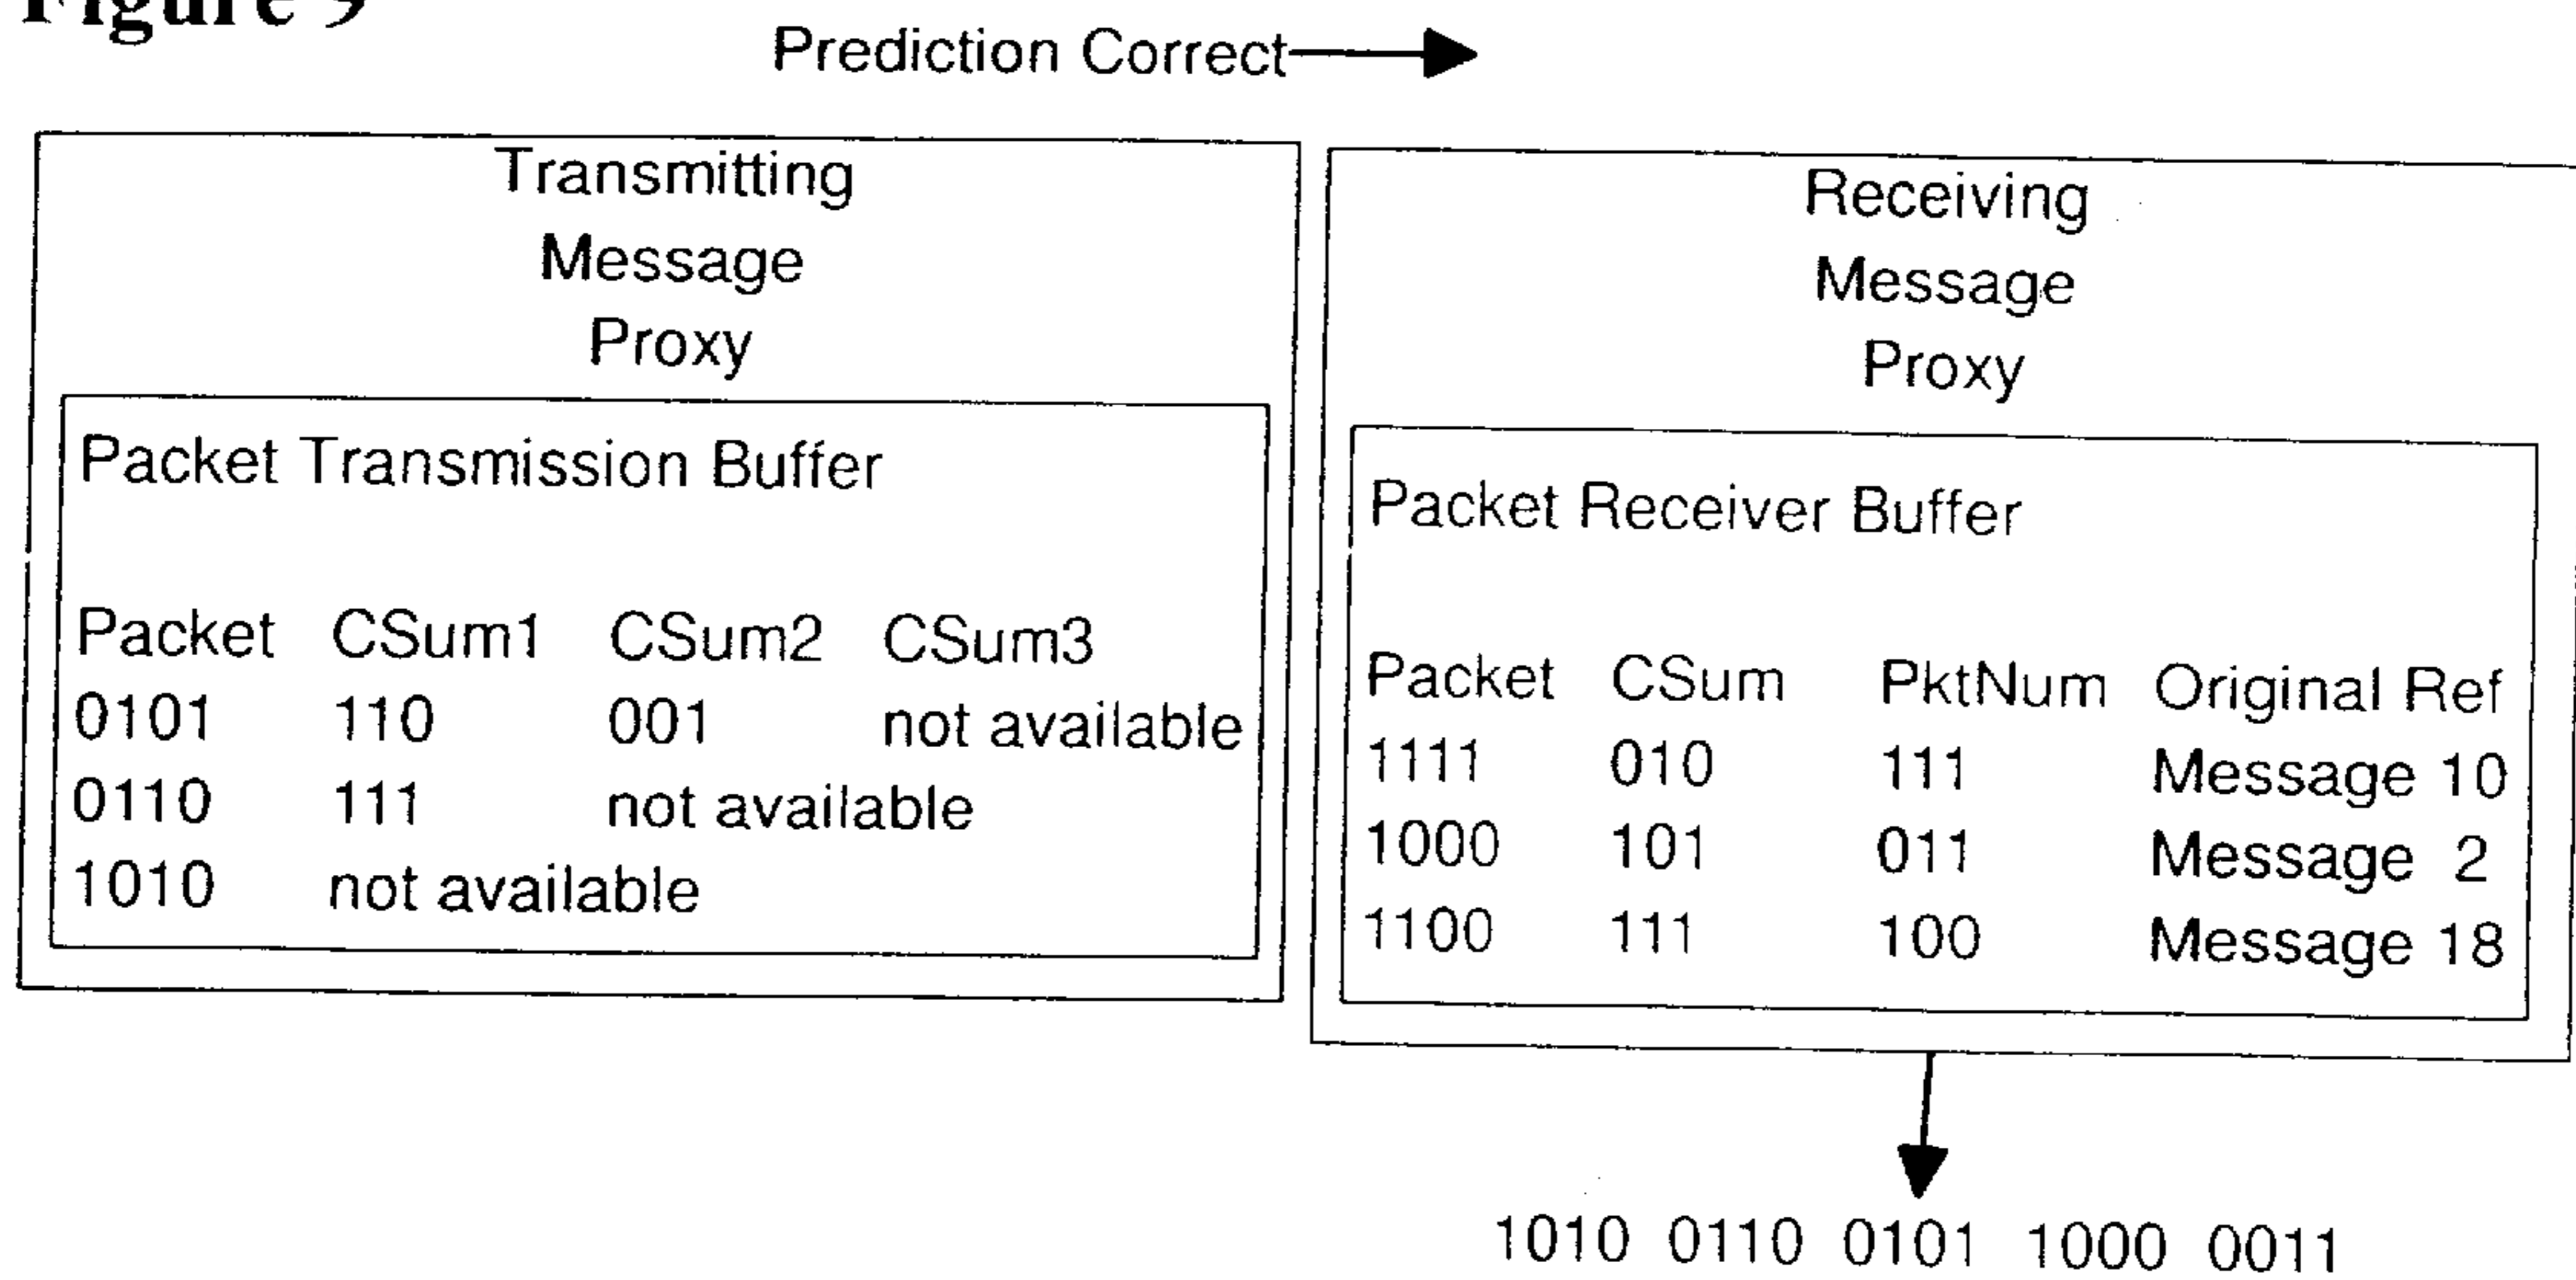 Figure 9
Prediction Correct
Transmitting
Message
Proxy
Packet Transmission Buffer
Packet CSum1 CSum2 CSum3
0101 110 001 not available
0110 111 not available
1010 not available
Receiving
Message
Proxy
Packet Receiver Buffer
Packet CSum PktNum Original Ref
1111 010 111 Message 10
1000 101 011 Message 2
1100 111 100 Message 18
1010 0110 0101 1000 0011